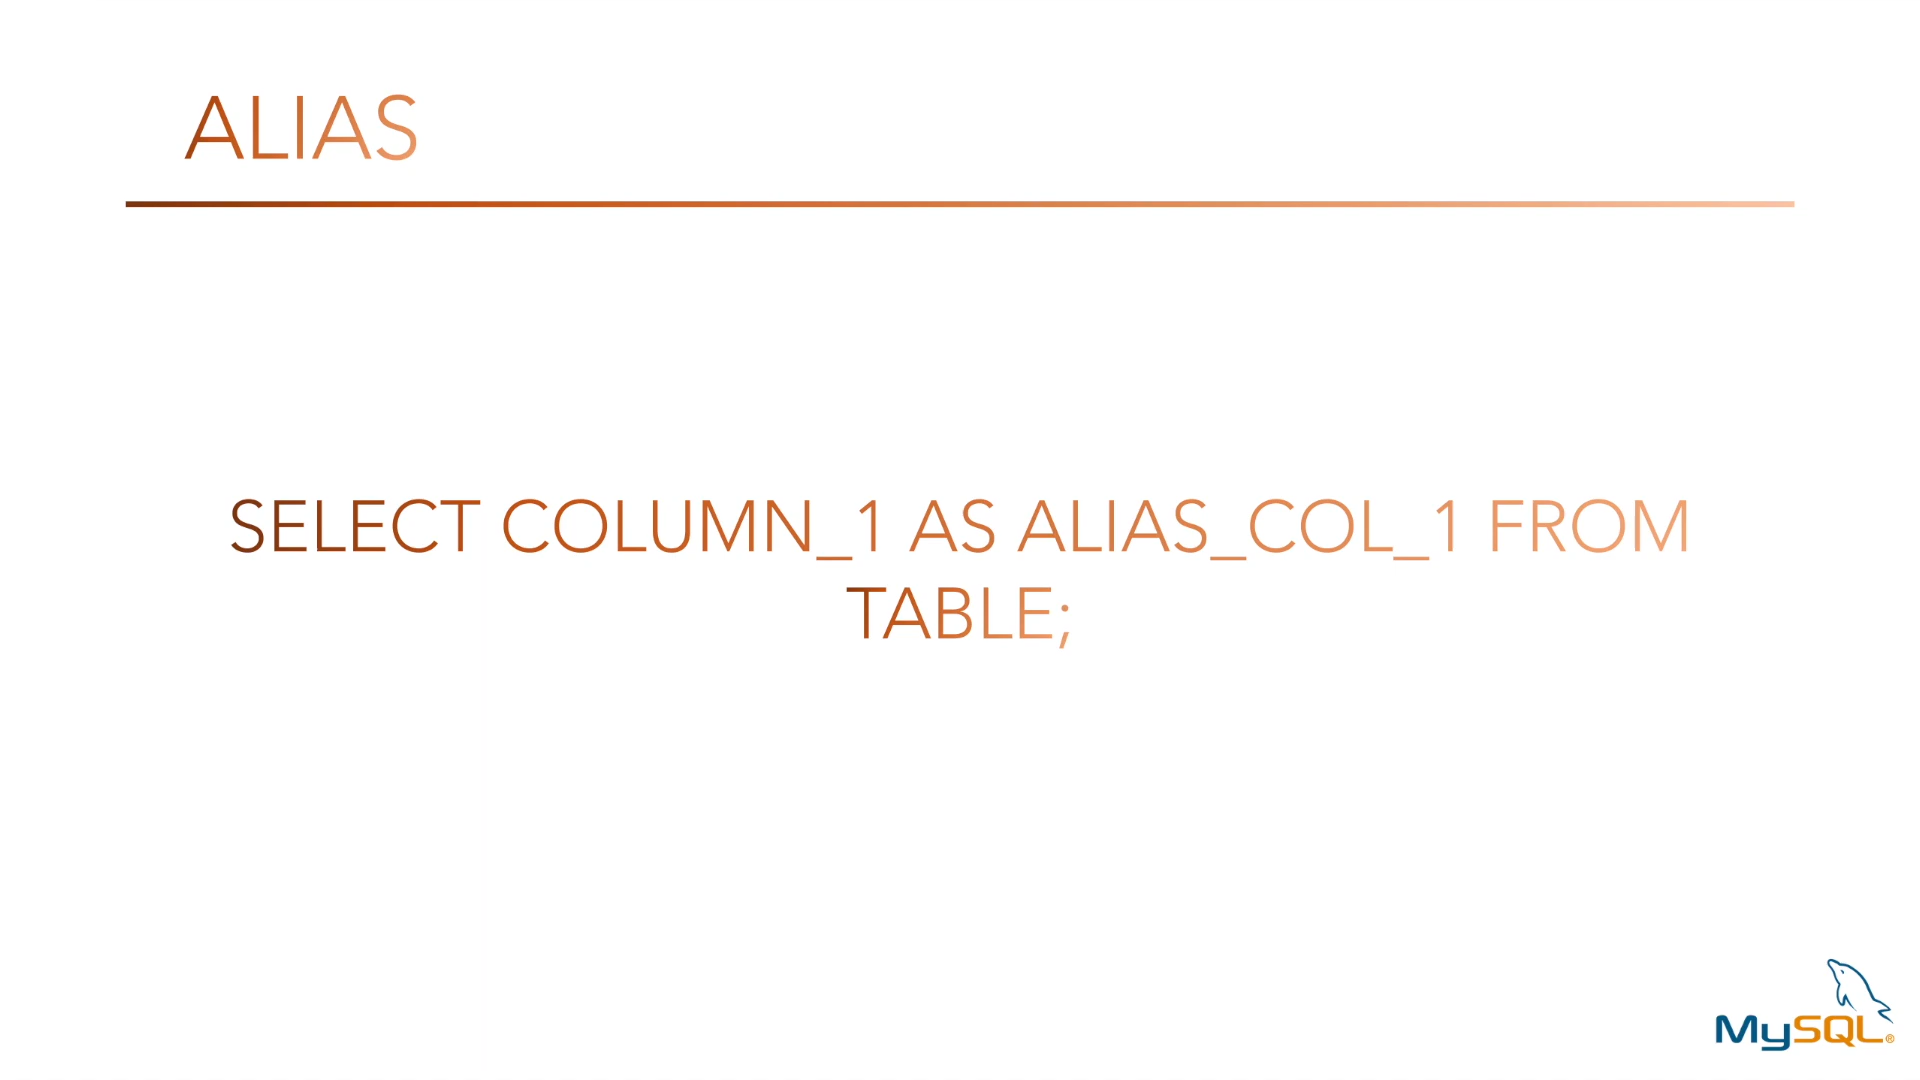 ALIAS
SELECT COLUMN_1 AS ALIAS_COL_1 FROM
TABLE;
MySQL®